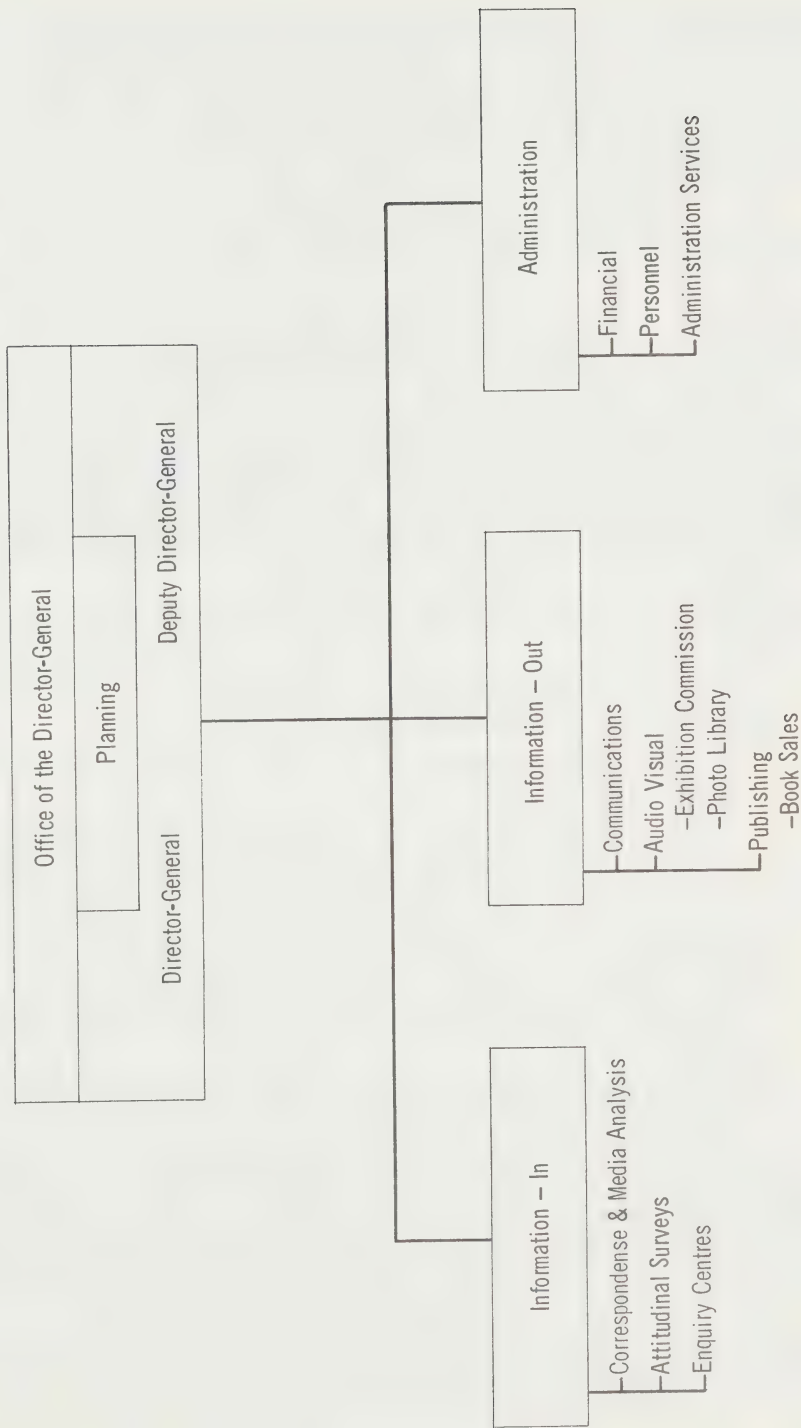 Office of the Director-General
Planning
Director-General Deputy Director-General
Information – In
Correspondense & Media Analysis
Attitudinal Surveys
Enquiry Centres
Information – Out
Communications
Audio Visual
–Exhibition Commission
–Photo Library
Publishing
–Book Sales
Administration
Financial
Personnel
Administration Services